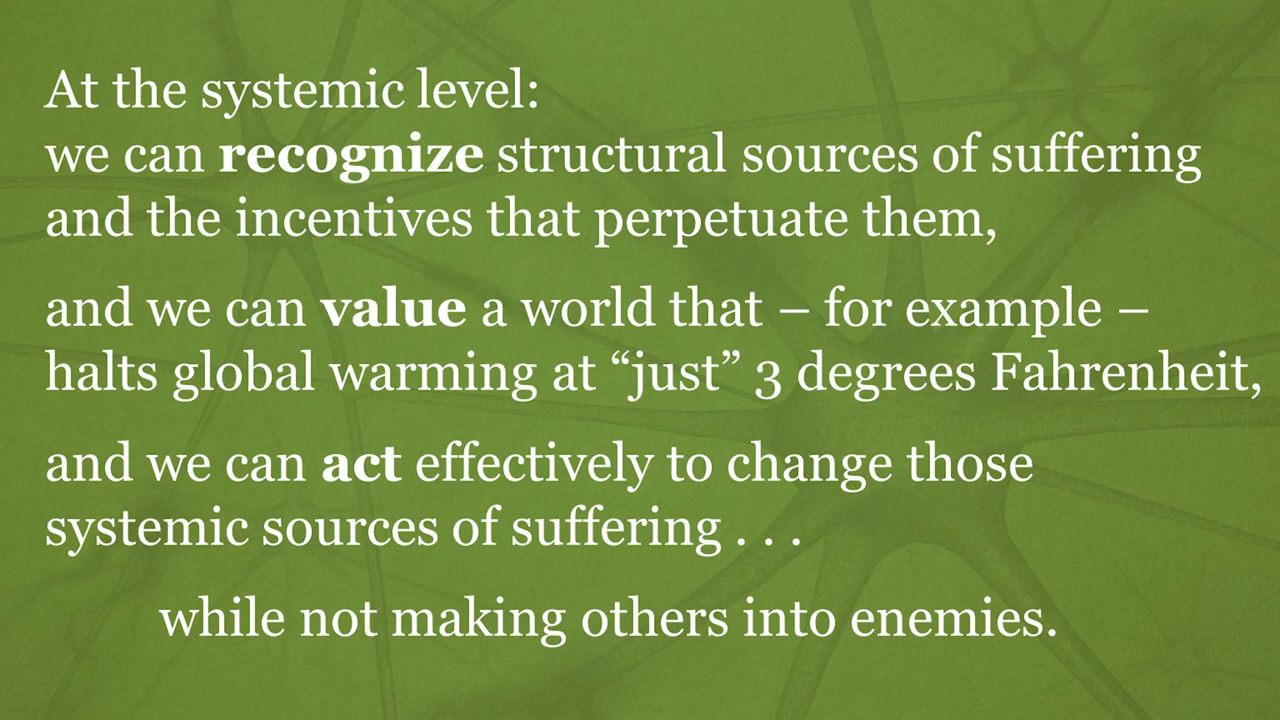 At the systemic level:
we can recognize structural sources of suffering
and the incentives that perpetuate them,
and we can value a world that – for example –
halts global warming at “just” 3 degrees Fahrenheit,
and we can act effectively to change those
systemic sources of suffering . . .
while not making others into enemies.